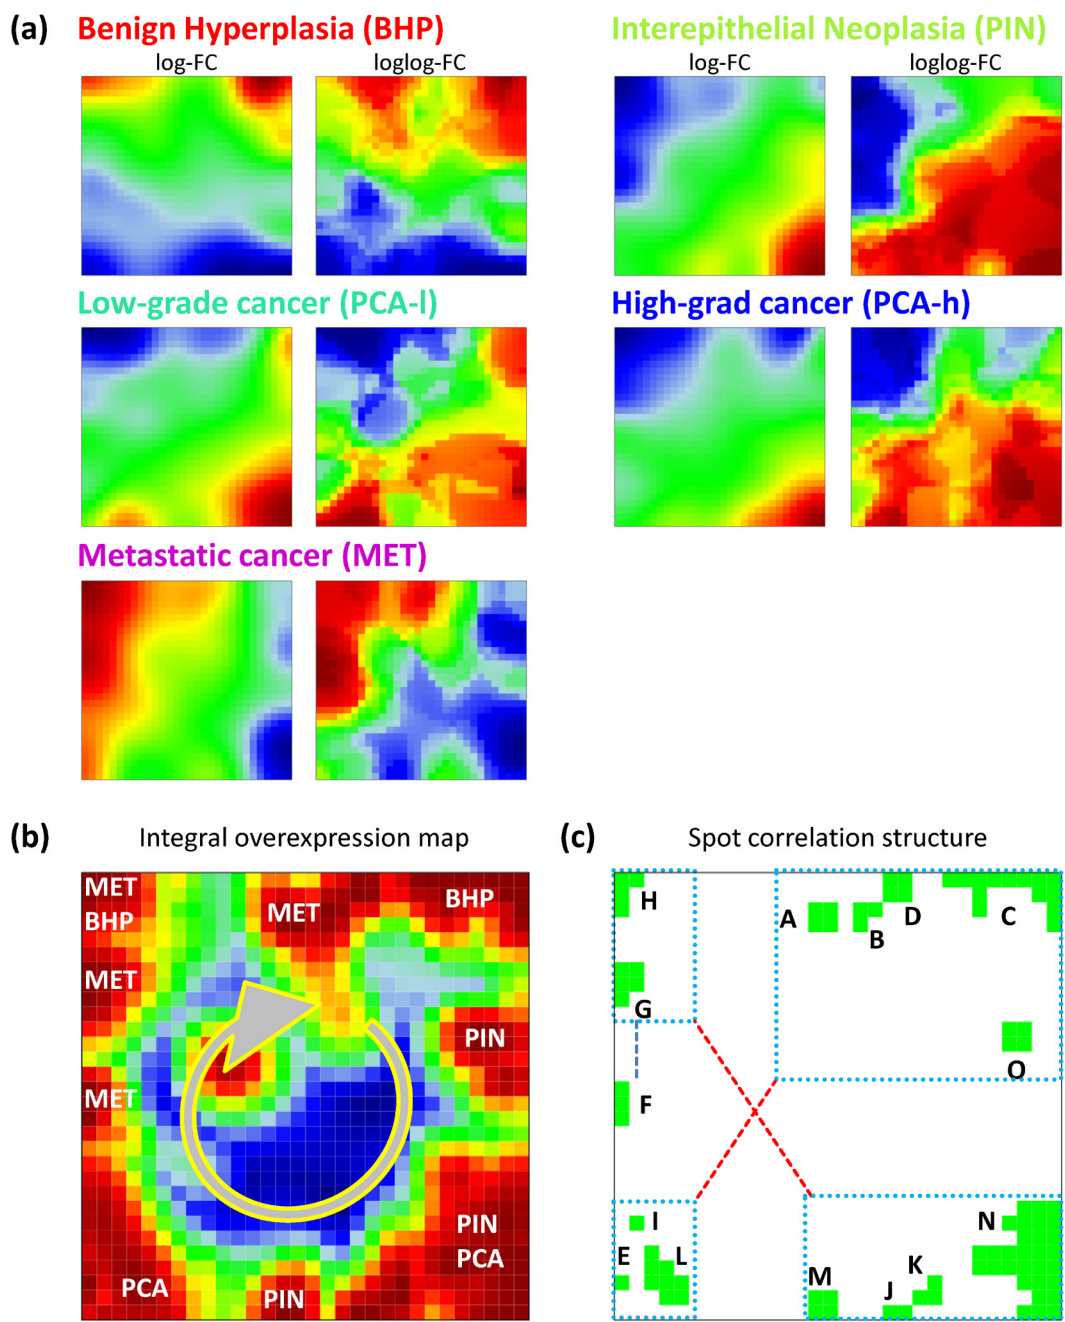 (a)
Benign Hyperplasia (BHP)
Interepithelial Neoplasia (PIN)
log-FC
loglog-FC
log-FC
loglog-FC
Low-grade cancer (PCA-l)
High-grad cancer (PCA-h)
Metastatic cancer (MET)
(b)
Integral overexpression map
MET
BHP
MET
BHP
MET
PIN
MET
PIN
PCA
PCA
PIN
(c)
Spot correlation structure
H
A
B
D
C
G
O
F
I
N
E
L
K
M
J